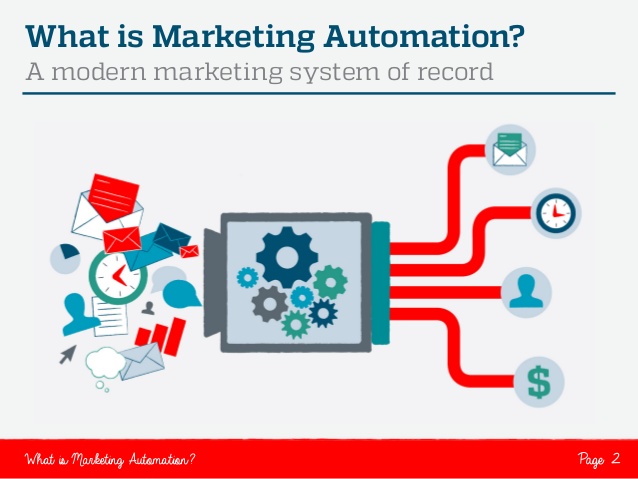 What is Marketing Automation?
A modern marketing system of record
$
What is Marketing Automation?
Page 2